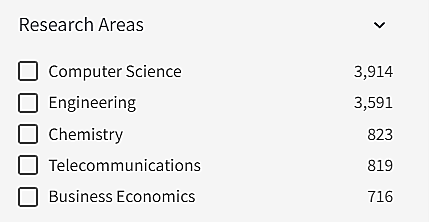 Research Areas
Computer Science 3,914
Engineering 3,591
Chemistry 823
Telecommunications 819
Business Economics 716